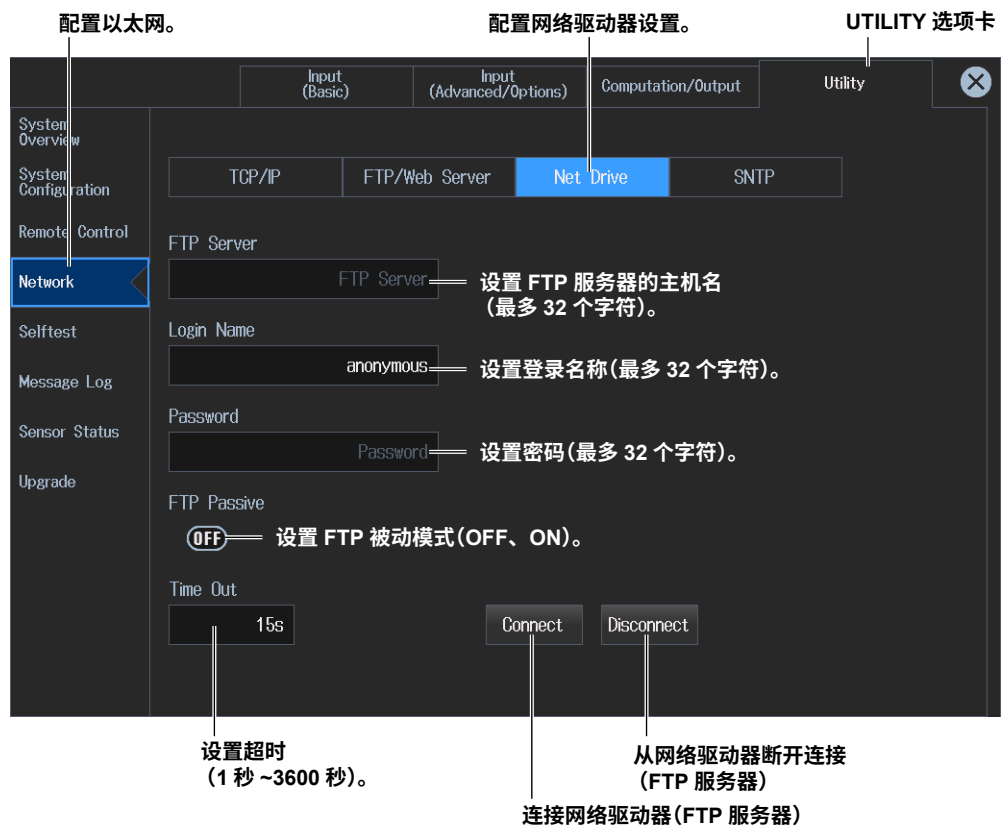 配置以太网。
配置网络驱动器设置。
UTILITY 选项卡
Input
(Basic)
Input
(Advanced/Options)
Computation/Output
Utility
System
Overview
System
Configuration
Remote Control
Network
Selftest
Message Log
Sensor Status
Upgrade
TCP/IP
FTP/Web Server
Net Drive
SNTP
FTP Server
FTP Server
设置 FTP 服务器的主机名
（最多 32 个字符）。
Login Name
anonymous
设置登录名称（最多 32 个字符）。
Password
Password
设置密码（最多 32 个字符）。
FTP Passive
OFF
设置 FTP 被动模式（OFF、ON）。
Time Out
15s
Connect
Disconnect
设置超时
（1 秒 ~3600 秒）。
从网络驱动器断开连接
（FTP 服务器）
连接网络驱动器（FTP 服务器）